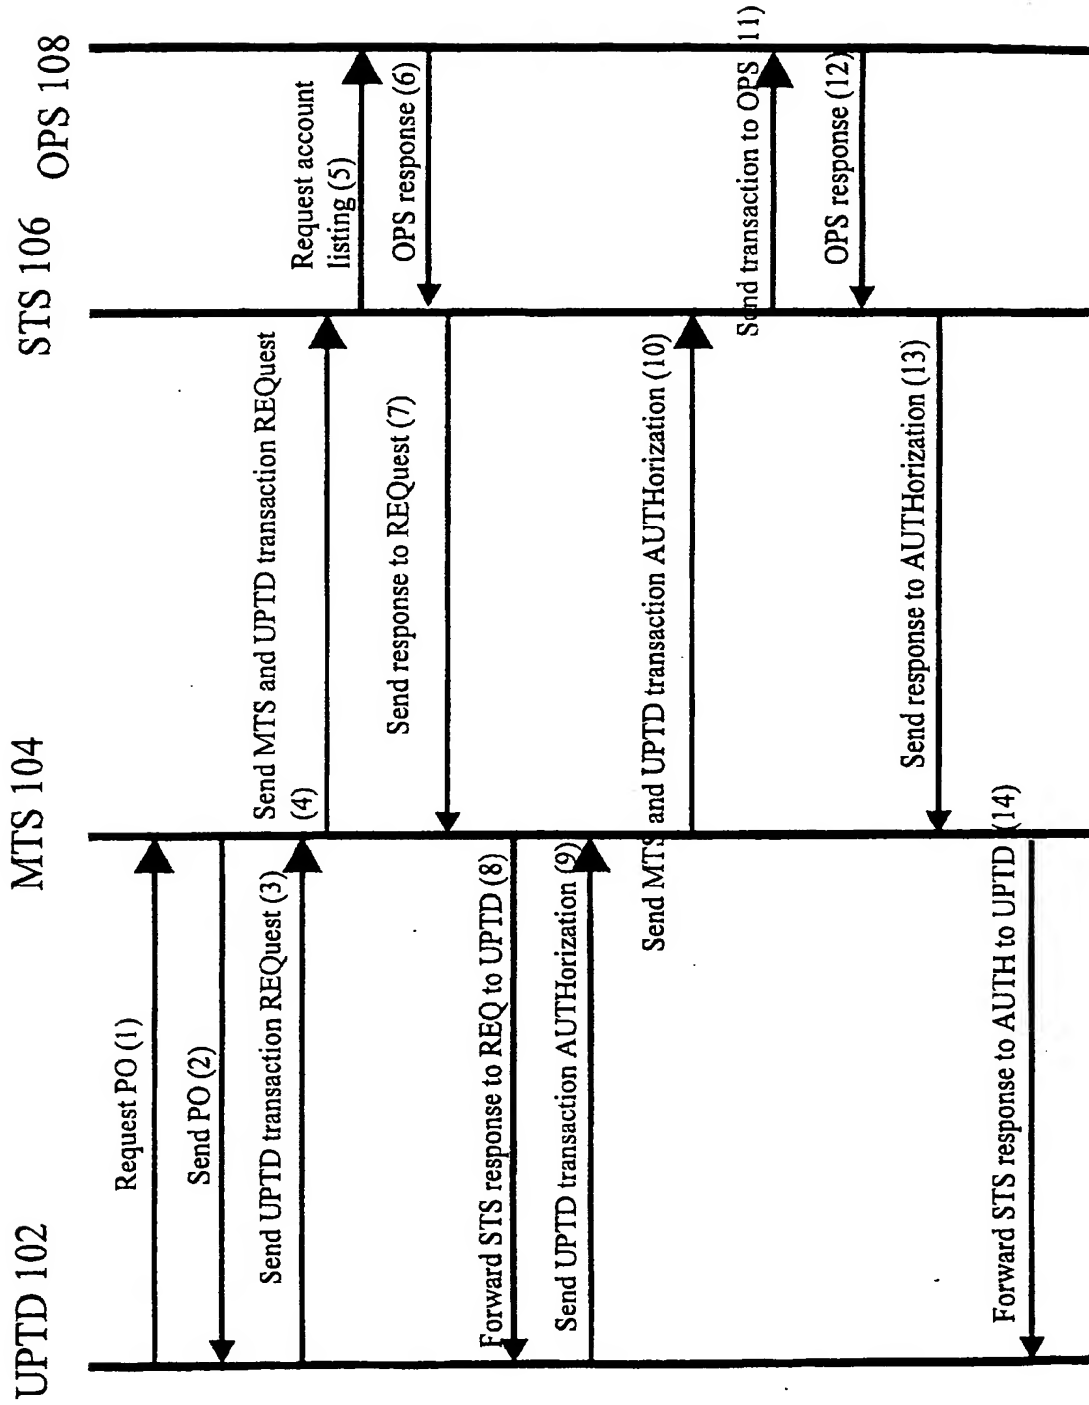 UPTD 102
MTS 104
STS 106
OPS 108
Request PO (1)
Send PO (2)
Send UPTD transaction REQuest (3)
Send MTS and UPTD transaction REQuest
(4)
Request account
listing (5)
OPS response (6)
Send response to REQuest (7)
Forward STS response to REQ to UPTD (8)
Send UPTD transaction AUTHorization (9)
Send MTS and UPTD transaction AUTHorization (10)
Send transaction to OPS 11)
OPS response (12)
Send response to AUTHorization (13)
Forward STS response to AUTH to UPTD (14)